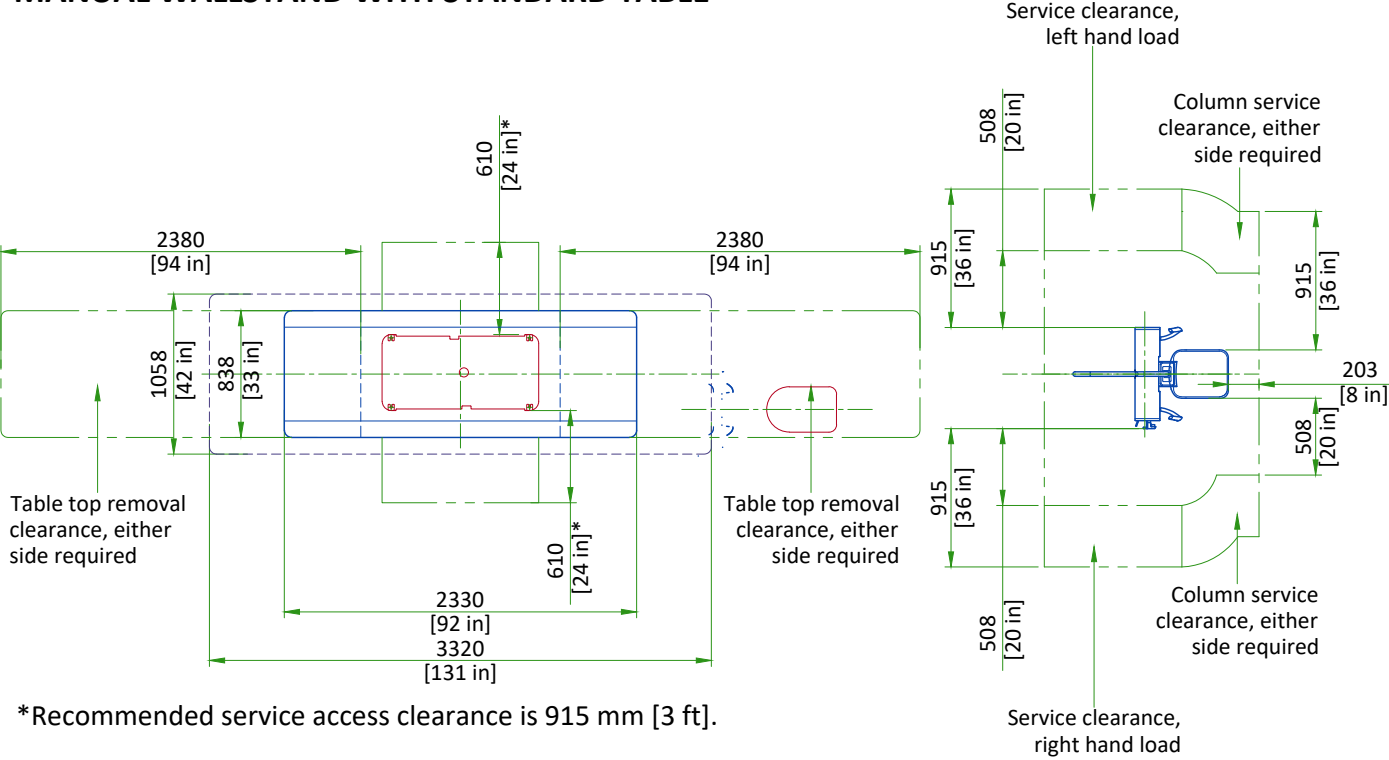 MANUAL WALLSTAND WITH STANDARD TABLE
Service clearance,
left hand load
508
[20 in]
Column service
clearance, either
side required
610
[24 in]*
2380
[94 in]
2380
[94 in]
915
[36 in]
915
[36 in]
1058
[42 in]
838
[33 in]
203
[8 in]
508
[20 in]
915
[36 in]
Table top removal
clearance, either
side required
Table top removal
clearance, either
side required
610
[24 in]*
2330
[92 in]
3320
[131 in]
508
[20 in]
Column service
clearance, either
side required
*Recommended service access clearance is 915 mm [3 ft].
Service clearance,
right hand load